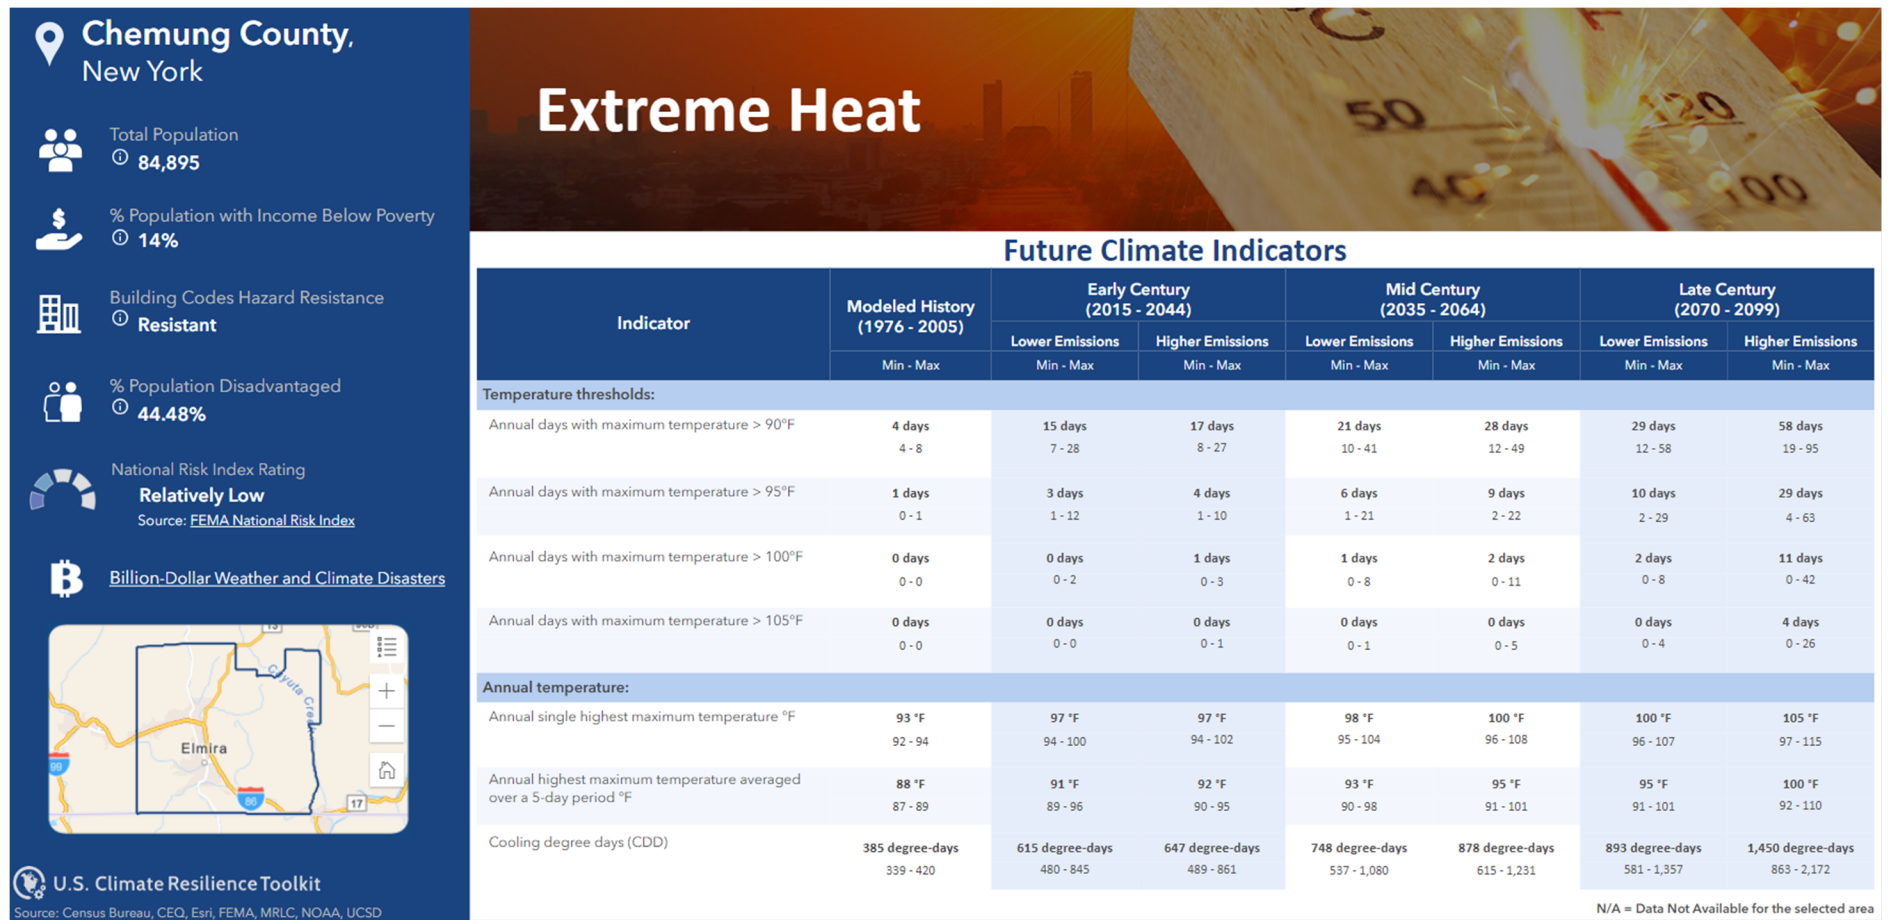 Chemung County,
New York
Total Population
84,895
% Population with Income Below Poverty
14%
Building Codes Hazard Resistance
Resistant
% Population Disadvantaged
44.48%
National Risk Index Rating
Relatively Low
Source: FEMA National Risk Index
Billion-Dollar Weather and Climate Disasters
13
Cayuta Creek
Elmira
99
86
17
U.S. Climate Resilience Toolkit
Source: Census Bureau, CEQ, Esri, FEMA, MRLC, NOAA, UCSD
Extreme Heat
°C
50
120
40
100
Future Climate Indicators
Indicator
Modeled History
(1976 - 2005)
Early Century
(2015 - 2044)
Mid Century
(2035 - 2064)
Late Century
(2070 - 2099)
Lower Emissions Higher Emissions Lower Emissions Higher Emissions Lower Emissions Higher Emissions
Min - Max Min - Max Min - Max Min - Max Min - Max Min - Max Min - Max
Temperature thresholds:
Annual days with maximum temperature > 90°F 4 days 15 days 17 days 21 days 28 days 29 days 58 days
4 - 8 7 - 28 8 - 27 10 - 41 12 - 49 12 - 58 19 - 95
Annual days with maximum temperature > 95°F 1 days 3 days 4 days 6 days 9 days 10 days 29 days
0 - 1 1 - 12 1 - 10 1 - 21 2 - 22 2 - 29 4 - 63
Annual days with maximum temperature > 100°F 0 days 0 days 1 days 1 days 2 days 2 days 11 days
0 - 0 0 - 2 0 - 3 0 - 8 0 - 11 0 - 8 0 - 42
Annual days with maximum temperature > 105°F 0 days 0 days 0 days 0 days 0 days 0 days 4 days
0 - 0 0 - 0 0 - 1 0 - 1 0 - 5 0 - 4 0 - 26
Annual temperature:
Annual single highest maximum temperature °F 93 °F 97 °F 97 °F 98 °F 100 °F 100 °F 105 °F
92 - 94 94 - 100 94 - 102 95 - 104 96 - 108 96 - 107 97 - 115
Annual highest maximum temperature averaged
over a 5-day period °F
88 °F 91 °F 92 °F 93 °F 95 °F 95 °F 100 °F
87 - 89 89 - 96 90 - 95 90 - 98 91 - 101 91 - 101 92 - 110
Cooling degree days (CDD) 385 degree-days 615 degree-days 647 degree-days 748 degree-days 878 degree-days 893 degree-days 1,450 degree-days
339 - 420 480 - 845 489 - 861 537 - 1,080 615 - 1,231 581 - 1,357 863 - 2,172
N/A = Data Not Available for the selected area